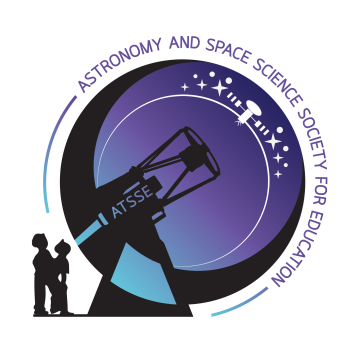 ASTRONOMY AND SPACE SCIENCE SOCIETY FOR EDUCATION
ATSSE